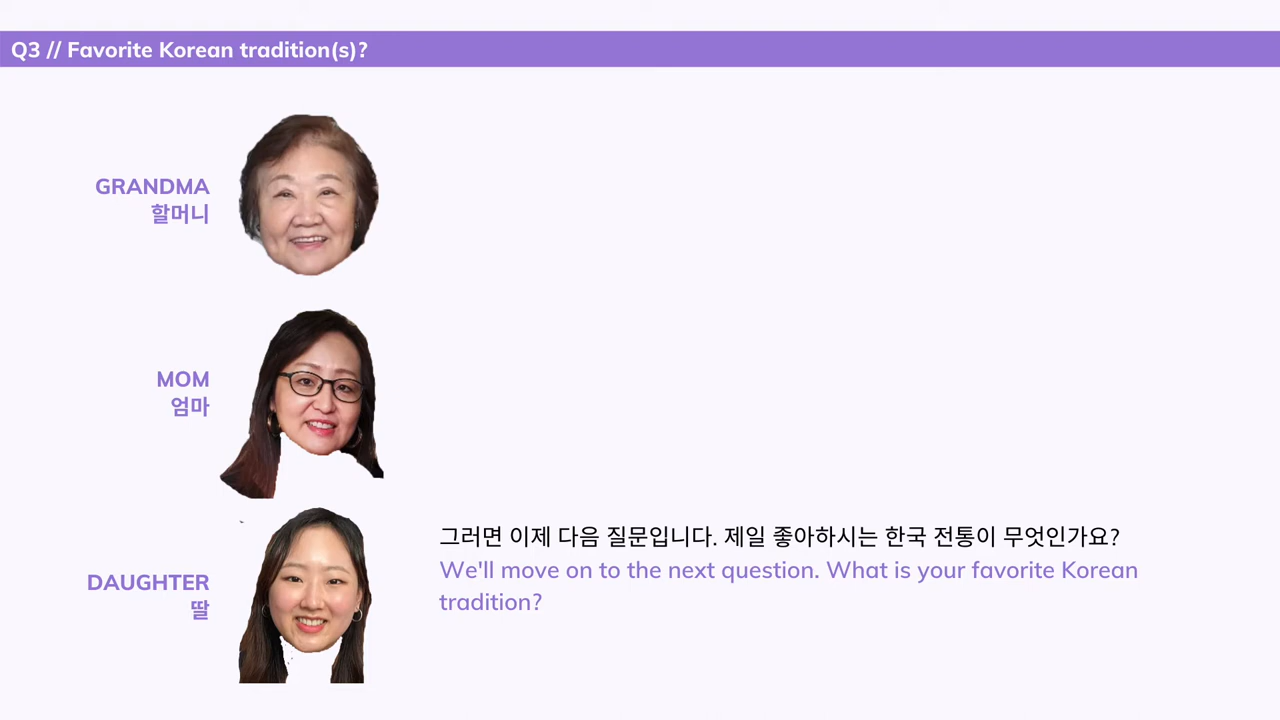 Q3 // Favorite Korean tradition(s)?
GRANDMA
할머니
MOM
엄마
DAUGHTER
딸
그러면 이제 다음 질문입니다. 제일 좋아하시는 한국 전통이 무엇인가요?
We'll move on to the next question. What is your favorite Korean
tradition?